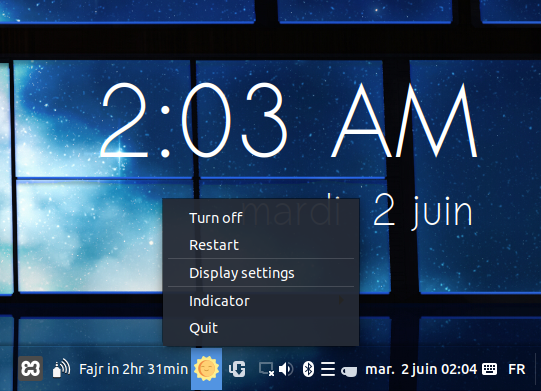 2:03 AM
mardi 2 juin
Turn off
Restart
Display settings
Indicator
Quit
Fajr in 2hr 31min mar. 2 juin 02:04 FR